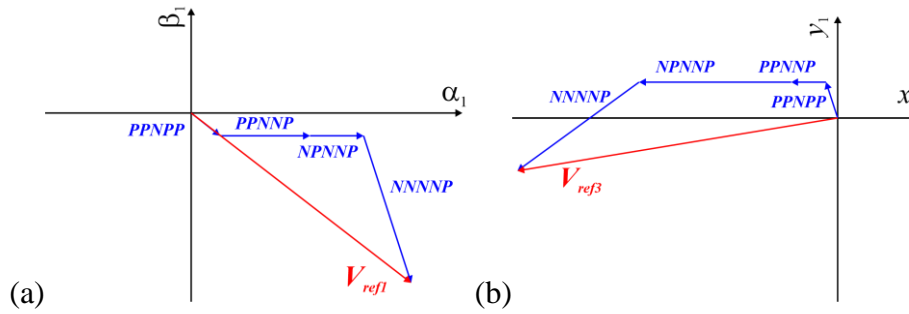 β1
α1
PPNPP
PPNNP
NPNNP
NNNNP
Vref1
(a)
y1
x
NPNNP
PPNNP
NNNNP
PPNPP
Vref3
(b)